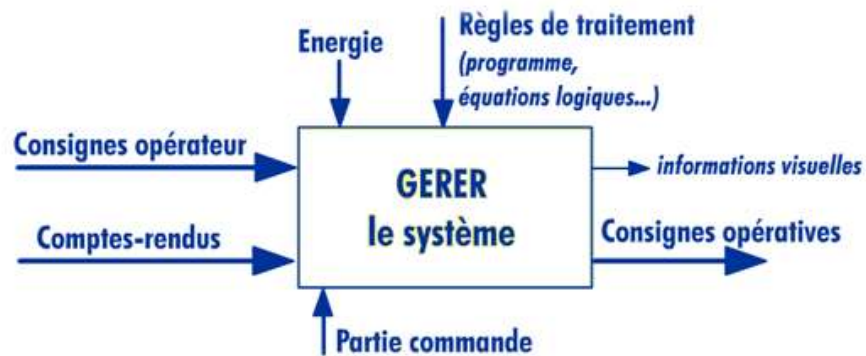 Energie
Règles de traitement
(programme,
équations logiques...)
Consignes opérateur
GERER
le système
informations visuelles
Comptes-rendus
Consignes opératives
Partie commande